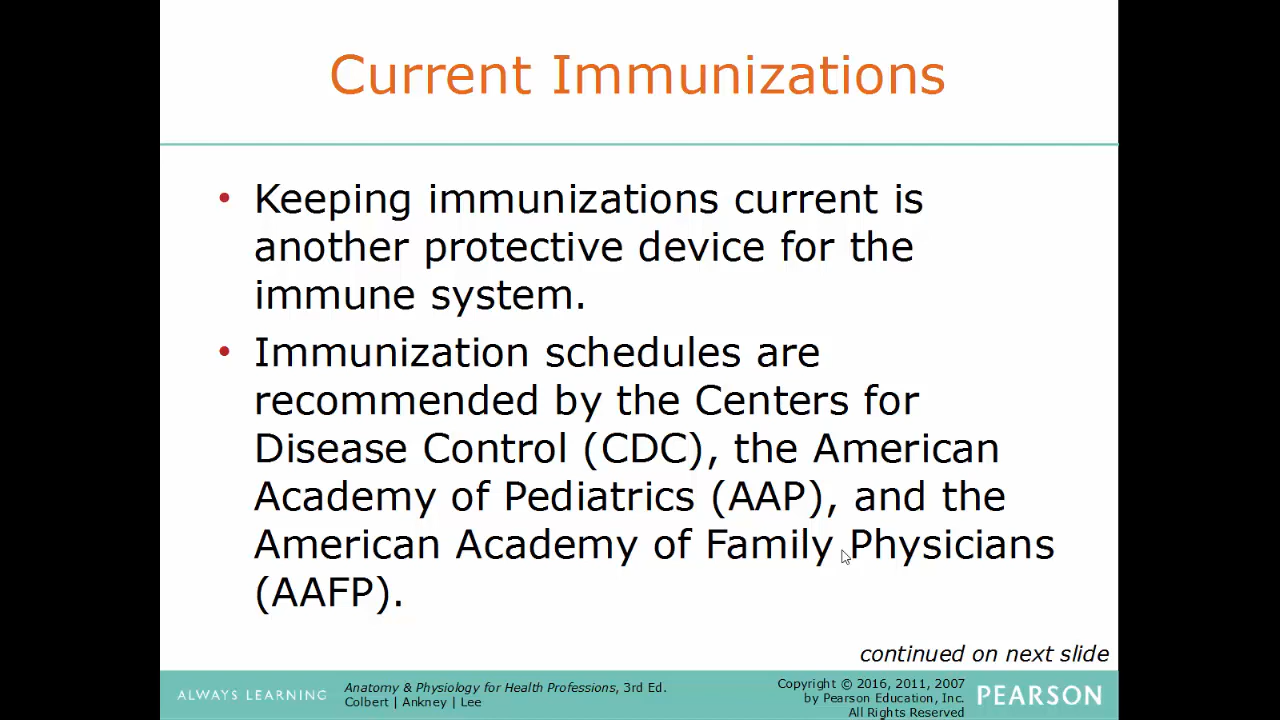 Current Immunizations
• Keeping immunizations current is
another protective device for the
immune system.
• Immunization schedules are
recommended by the Centers for
Disease Control (CDC), the American
Academy of Pediatrics (AAP), and the
American Academy of Family Physicians
(AAFP).
continued on next slide
ALWAYS LEARNING
Anatomy & Physiology for Health Professions, 3rd Ed.
Colbert | Ankney | Lee
Copyright © 2016, 2011, 2007
by Pearson Education, Inc.
All Rights Reserved
PEARSON